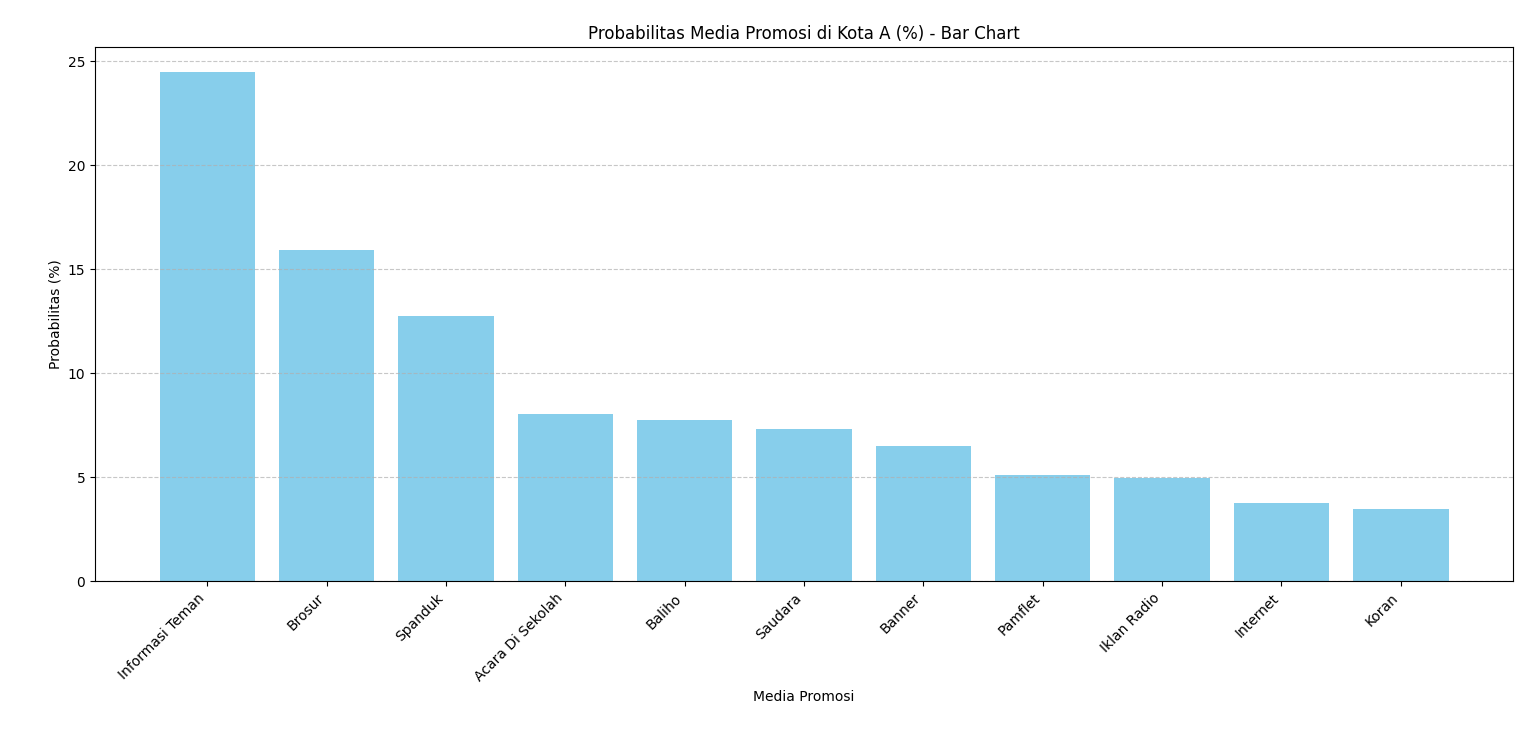 Probabilitas Media Promosi di Kota A (%) - Bar Chart
Probabilitas (%)
25
20
15
10
5
0
Informasi Teman
Brosur
Spanduk
Acara Di Sekolah
Baliho
Saudara
Banner
Pamflet
Iklan Radio
Internet
Koran
Media Promosi